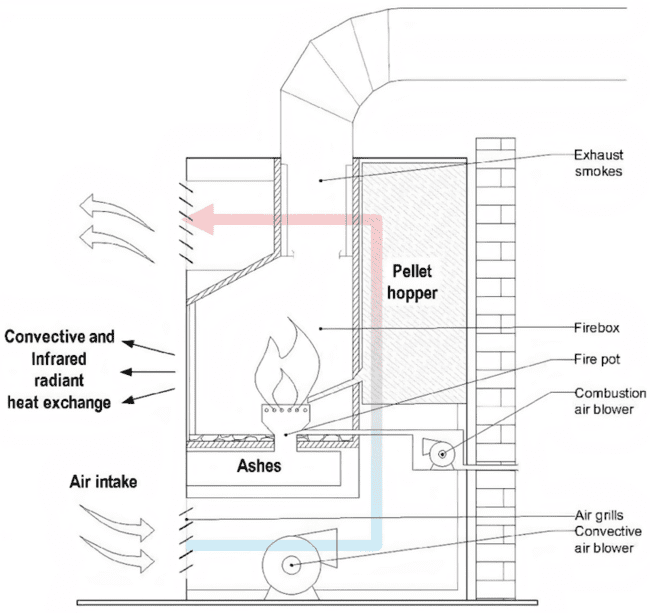 Exhaust
smokes
Pellet
hopper
Firebox
Convective and
Infrared
radiant
heat exchange
Fire pot
Combustion
air blower
Ashes
Air intake
Air grills
Convective
air blower